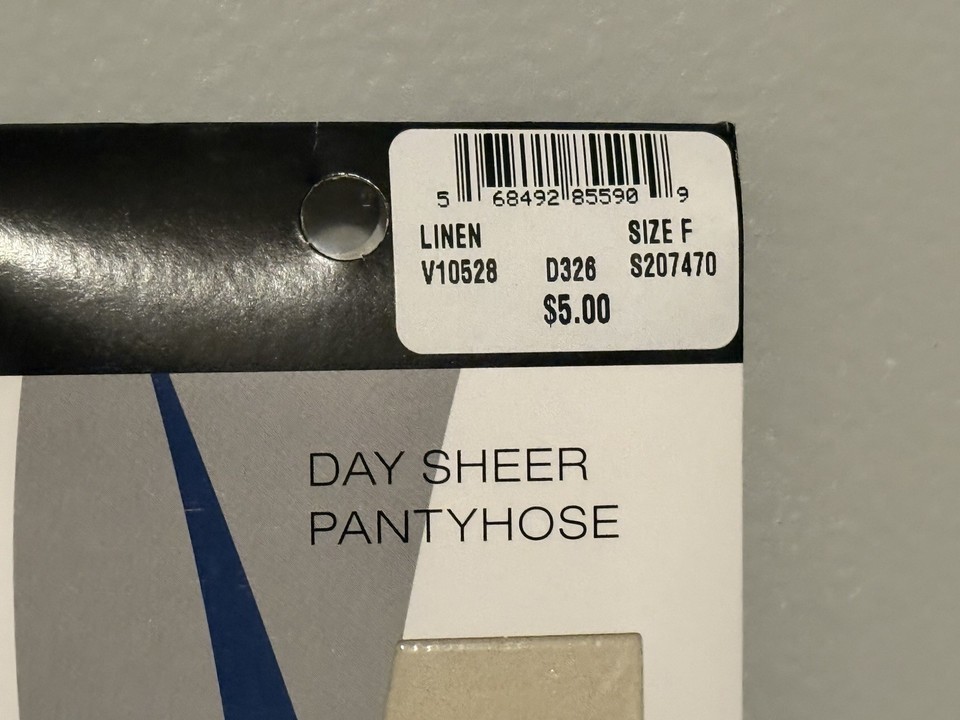 5 68492 85590 9
LINEN SIZE F
V10528 D326 S207470
$5.00
DAY SHEER
PANTYHOSE